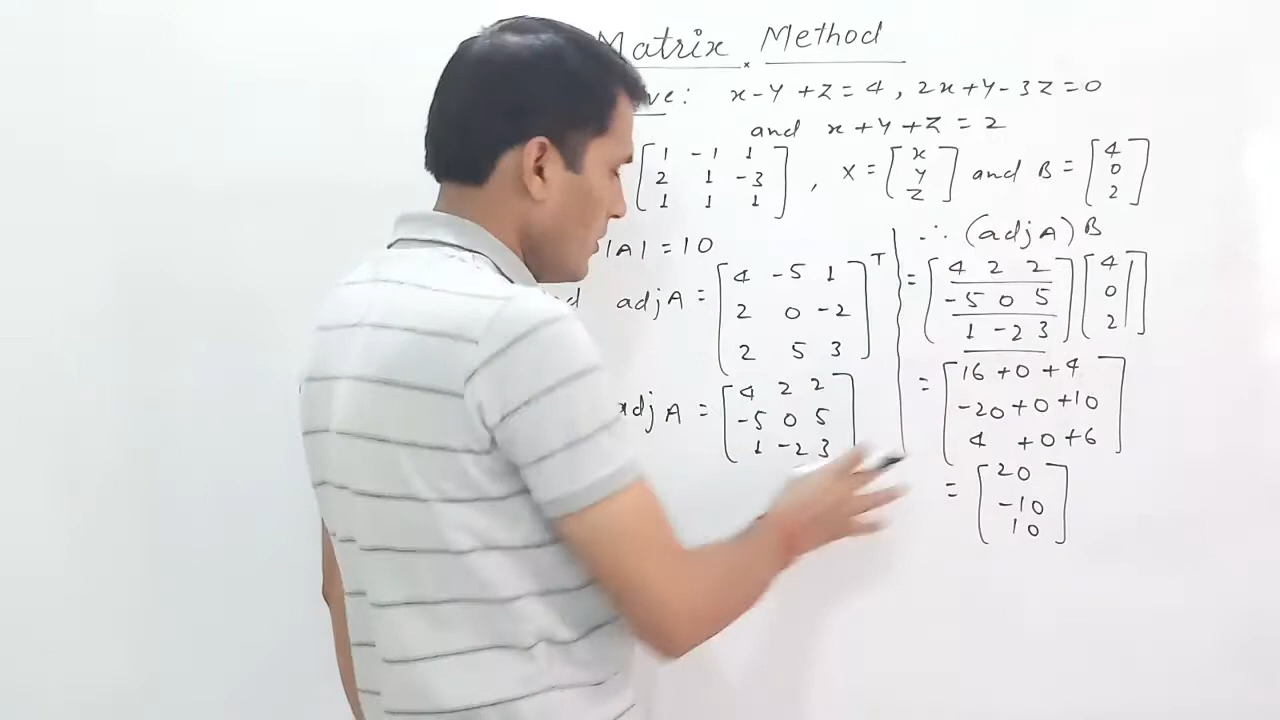 Matrix Method
ve: x-y+z=4, 2x+y-3z=0
and x+y+z=2
[1 -1 1
2 1 -3
1 1 1], X=[x
y
z] and B=[4
0
2]
|A|=10
adjA=[4 -5 1
2 0 -2
2 5 3]ᵀ
adjA=[4 2 2
-5 0 5
1 -2 3]
∴ (adjA)B
=[4 2 2
-5 0 5
1 -2 3][4
0
2]
=[16+0+4
-20+0+10
4+0+6]
=[20
-10
10]